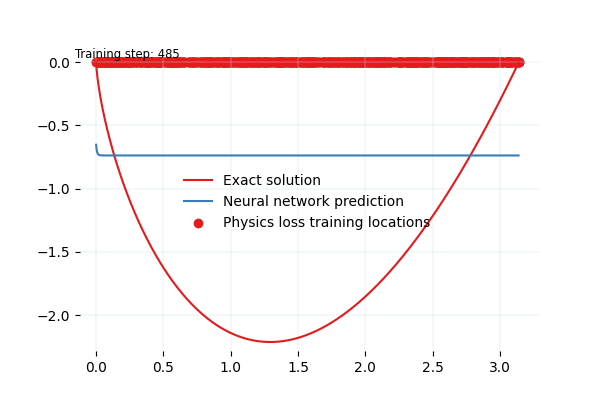 Training step: 485
0.0
−0.5
−1.0
−1.5
−2.0
Exact solution
Neural network prediction
Physics loss training locations
0.0 0.5 1.0 1.5 2.0 2.5 3.0